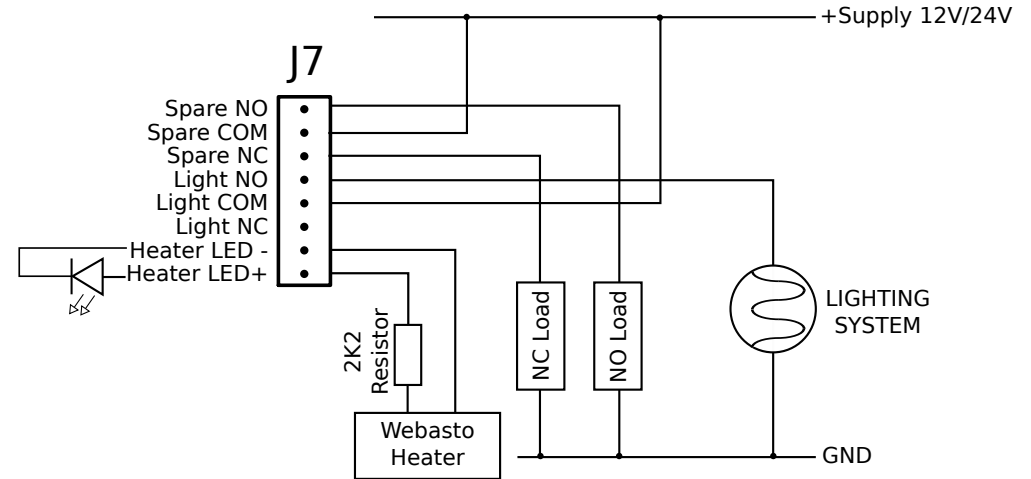 +Supply 12V/24V
J7
Spare NO
Spare COM
Spare NC
Light NO
Light COM
Light NC
Heater LED -
Heater LED+
2K2
Resistor
NC Load
NO Load
LIGHTING
SYSTEM
Webasto
Heater
GND